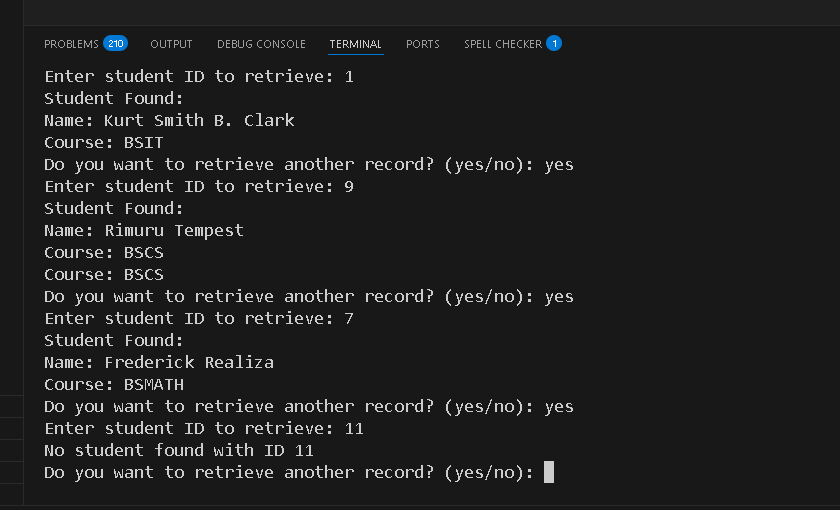 PROBLEMS 210 OUTPUT DEBUG CONSOLE TERMINAL PORTS SPELL CHECKER 1
Enter student ID to retrieve: 1
Student Found:
Name: Kurt Smith B. Clark
Course: BSIT
Do you want to retrieve another record? (yes/no): yes
Enter student ID to retrieve: 9
Student Found:
Name: Rimuru Tempest
Course: BSCS
Course: BSCS
Do you want to retrieve another record? (yes/no): yes
Enter student ID to retrieve: 7
Student Found:
Name: Frederick Realiza
Course: BSMATH
Do you want to retrieve another record? (yes/no): yes
Enter student ID to retrieve: 11
No student found with ID 11
Do you want to retrieve another record? (yes/no):